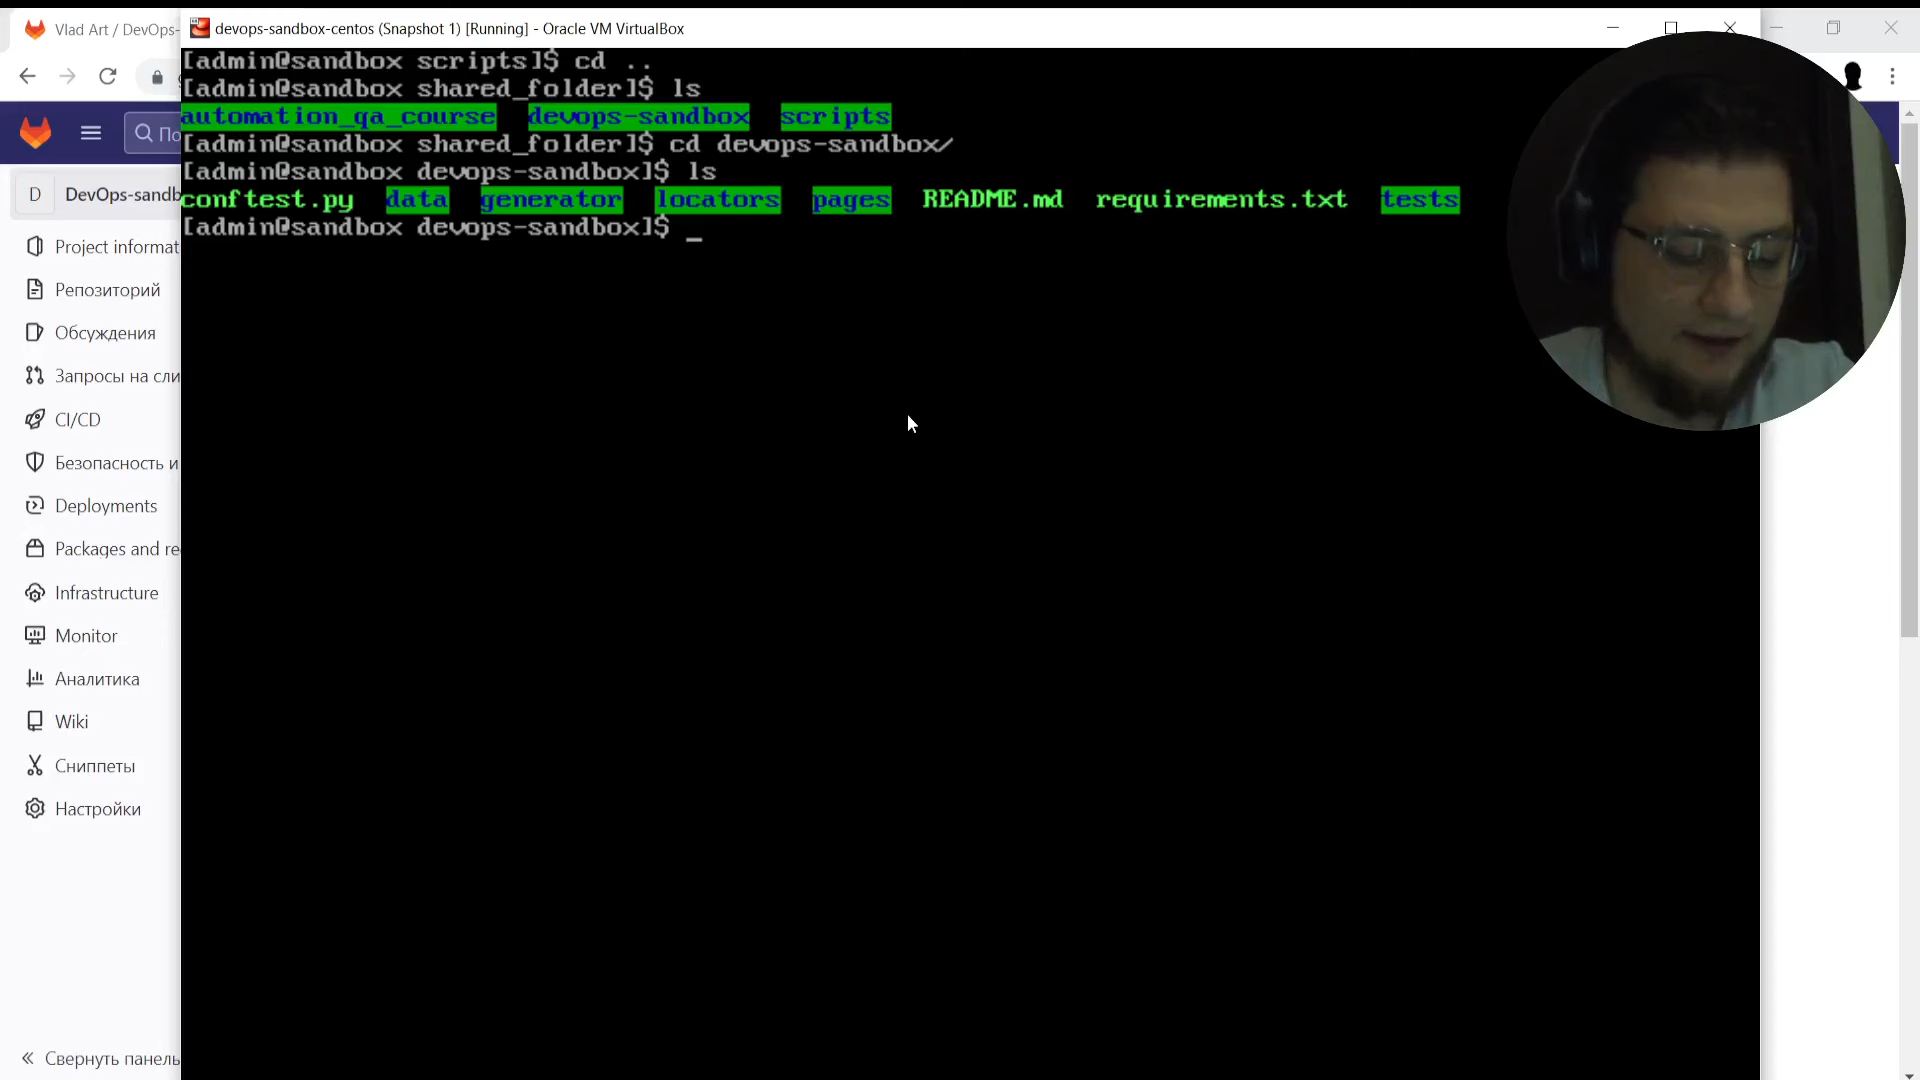 Vlad Art / DevOps-
devops-sandbox-centos (Snapshot 1) [Running] - Oracle VM VirtualBox
[admin@sandbox scripts]$ cd ..
[admin@sandbox shared_folder]$ ls
automation_qa_course devops-sandbox scripts
[admin@sandbox shared_folder]$ cd devops-sandbox/
[admin@sandbox devops-sandbox]$ ls
conftest.py data generator locators pages README.md requirements.txt tests
[admin@sandbox devops-sandbox]$ _
По
D DevOps-sandb
Project informat
Репозиторий
Обсуждения
Запросы на сли
CI/CD
Безопасность и
Deployments
Packages and re
Infrastructure
Monitor
Аналитика
Wiki
Сниппеты
Настройки
« Свернуть панель